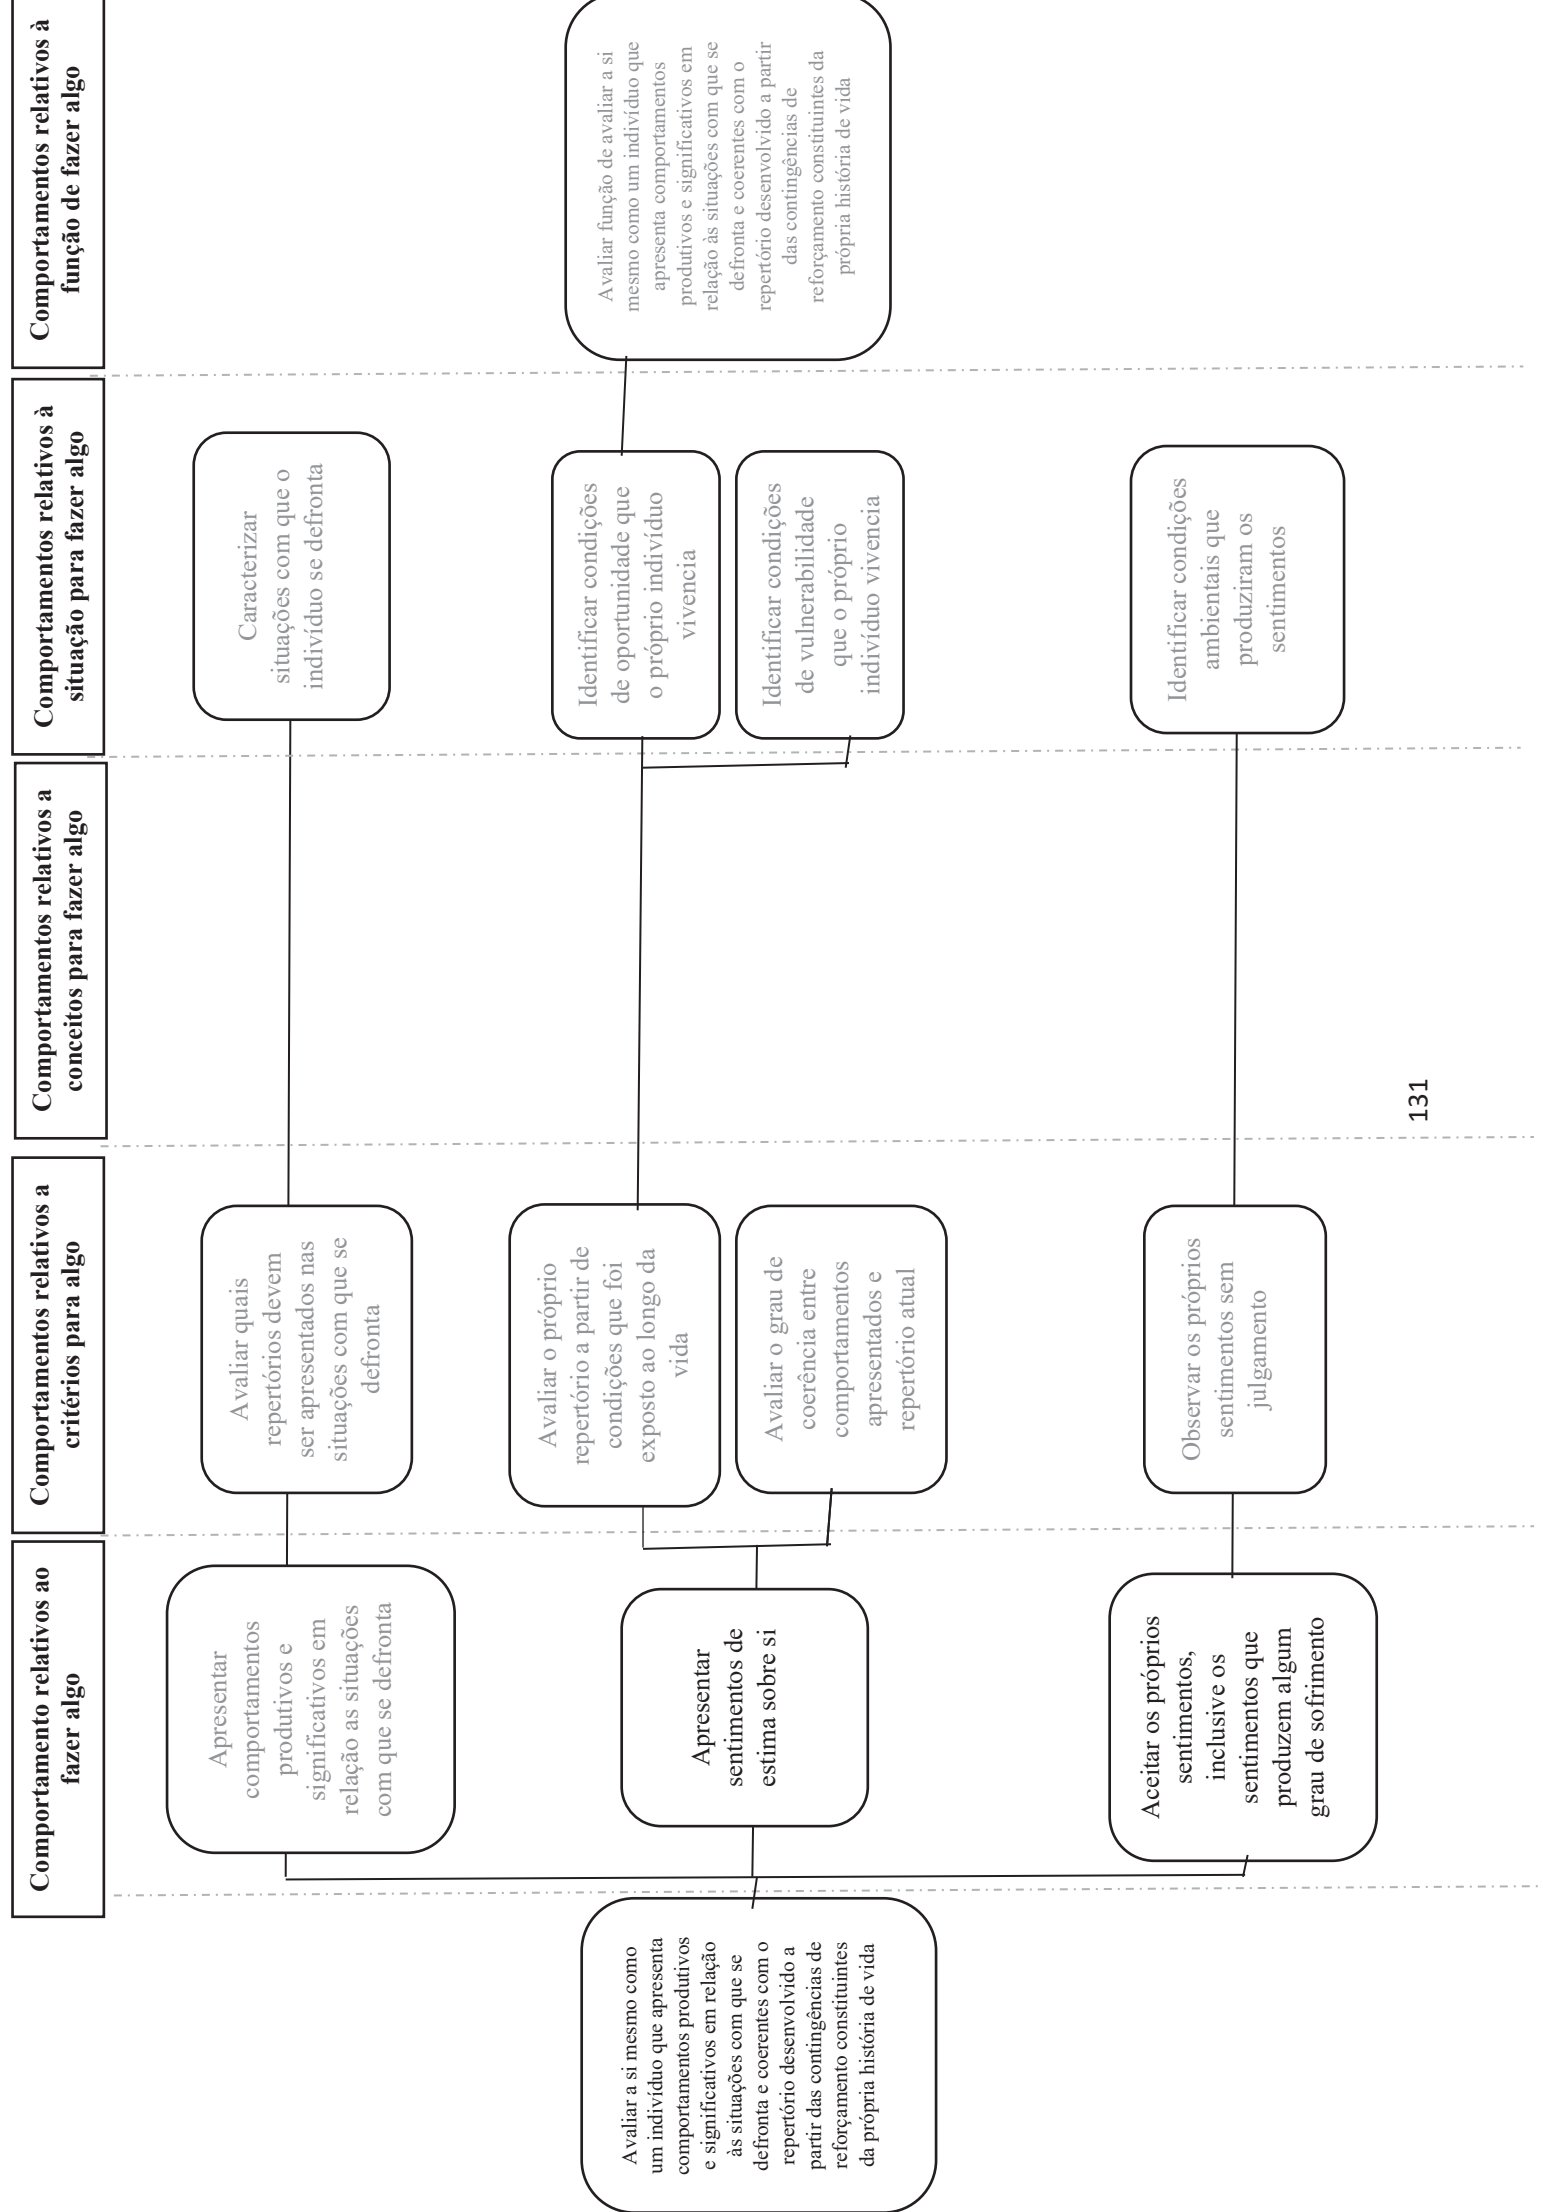 Comportamento relativos ao
fazer algo
Comportamentos relativos a
critérios para algo
Comportamentos relativos a
conceitos para fazer algo
Comportamentos relativos à
situação para fazer algo
Comportamentos relativos à
função de fazer algo
Avaliar a si mesmo como
um indivíduo que apresenta
comportamentos produtivos
e significativos em relação
às situações com que se
defronta e coerentes com o
repertório desenvolvido a
partir das contingências de
reforçamento constituintes
da própria história de vida
Apresentar
comportamentos
produtivos e
significativos em
relação as situações
com que se defronta
Avaliar quais
repertórios devem
ser apresentados nas
situações com que se
defronta
Caracterizar
situações com que o
indivíduo se defronta
Apresentar
sentimentos de
estima sobre si
Avaliar o próprio
repertório a partir de
condições que foi
exposto ao longo da
vida
Avaliar o grau de
coerência entre
comportamentos
apresentados e
repertório atual
Identificar condições
de oportunidade que
o próprio indivíduo
vivencia
Identificar condições
de vulnerabilidade
que o próprio
indivíduo vivencia
Avaliar função de avaliar a si
mesmo como um indivíduo que
apresenta comportamentos
produtivos e significativos em
relação às situações com que se
defronta e coerentes com o
repertório desenvolvido a partir
das contingências de
reforçamento constituintes da
própria história de vida
Aceitar os próprios
sentimentos,
inclusive os
sentimentos que
produzem algum
grau de sofrimento
Observar os próprios
sentimentos sem
julgamento
Identificar condições
ambientais que
produziram os
sentimentos
131